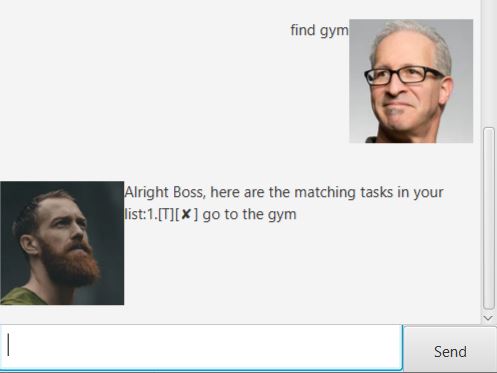 find gym
Alright Boss, here are the matching tasks in your
list:1.[T][✘] go to the gym
Send